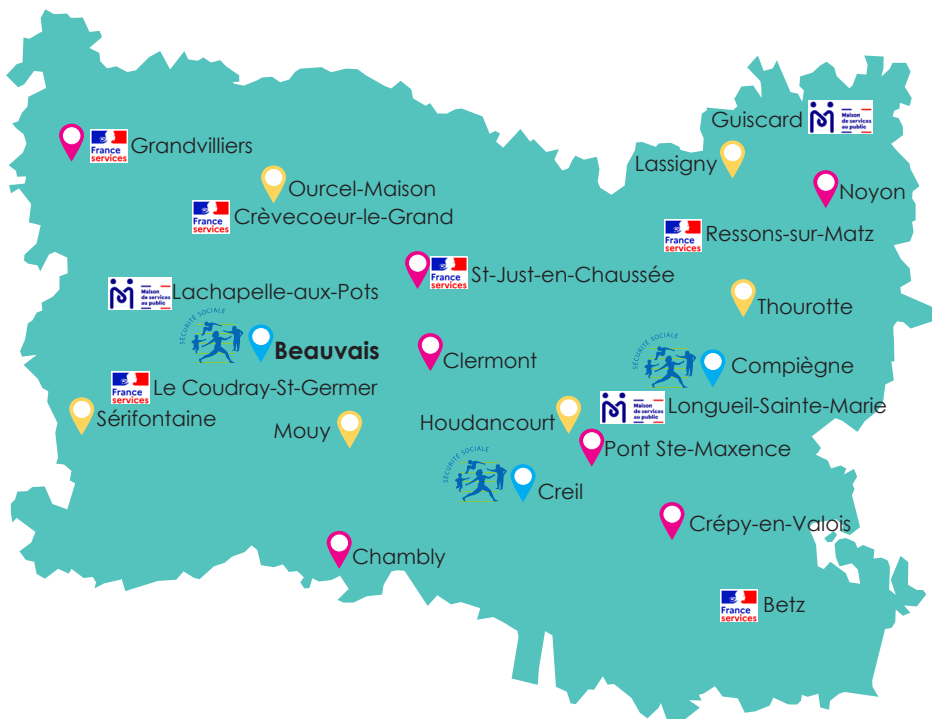 Guiscard
Maison
de services
au public
France
services
Grandvilliers
Lassigny
Ourcel-Maison
Noyon
France
services
Crèvecoeur-le-Grand
France
services
Ressons-sur-Matz
France
services
St-Just-en-Chaussée
Maison
de services
au public
Lachapelle-aux-Pots
Thourotte
SÉCURITÉ SOCIALE
Beauvais
Clermont
SÉCURITÉ SOCIALE
Compiègne
France
services
Le Coudray-St-Germer
Maison
de services
au public
Longueil-Sainte-Marie
Sérifontaine
Houdancourt
Mouy
Pont Ste-Maxence
SÉCURITÉ SOCIALE
Creil
Crépy-en-Valois
Chambly
France
services
Betz